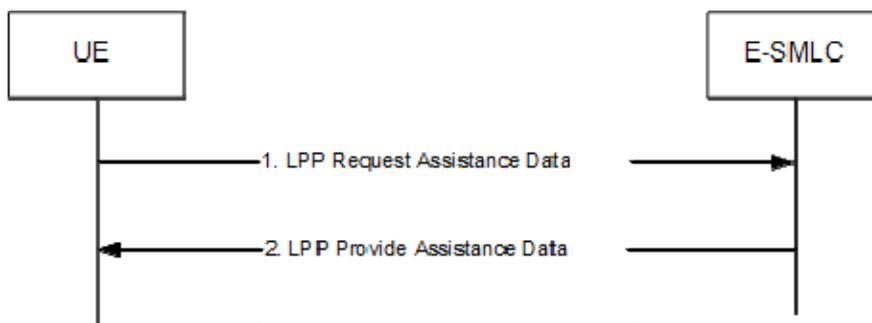 UE
E-SMLC
1. LPP Request Assistance Data
2. LPP Provide Assistance Data